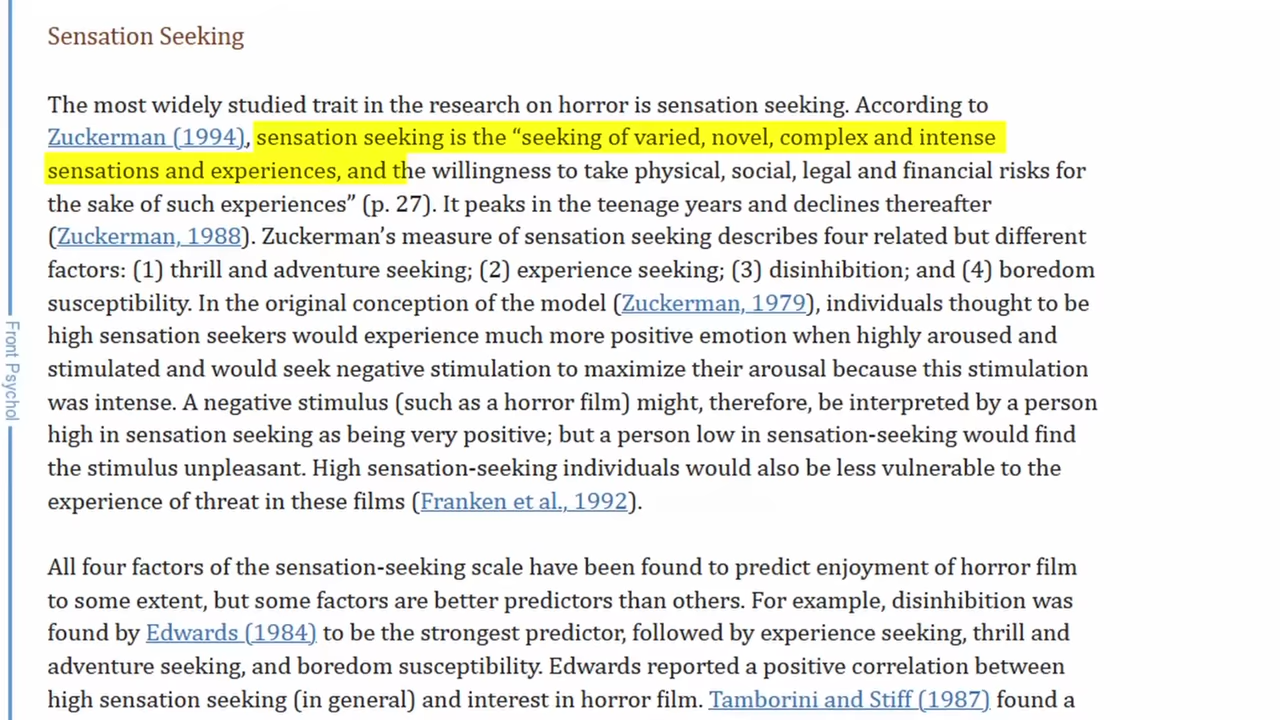 Sensation Seeking
The most widely studied trait in the research on horror is sensation seeking. According to
Zuckerman (1994), sensation seeking is the “seeking of varied, novel, complex and intense
sensations and experiences, and the willingness to take physical, social, legal and financial risks for
the sake of such experiences” (p. 27). It peaks in the teenage years and declines thereafter
(Zuckerman, 1988). Zuckerman’s measure of sensation seeking describes four related but different
factors: (1) thrill and adventure seeking; (2) experience seeking; (3) disinhibition; and (4) boredom
susceptibility. In the original conception of the model (Zuckerman, 1979), individuals thought to be
high sensation seekers would experience much more positive emotion when highly aroused and
stimulated and would seek negative stimulation to maximize their arousal because this stimulation
was intense. A negative stimulus (such as a horror film) might, therefore, be interpreted by a person
high in sensation seeking as being very positive; but a person low in sensation-seeking would find
the stimulus unpleasant. High sensation-seeking individuals would also be less vulnerable to the
experience of threat in these films (Franken et al., 1992).
All four factors of the sensation-seeking scale have been found to predict enjoyment of horror film
to some extent, but some factors are better predictors than others. For example, disinhibition was
found by Edwards (1984) to be the strongest predictor, followed by experience seeking, thrill and
adventure seeking, and boredom susceptibility. Edwards reported a positive correlation between
high sensation seeking (in general) and interest in horror film. Tamborini and Stiff (1987) found a
Front Psychol